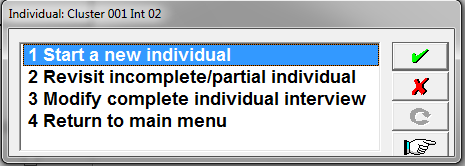 Individual: Cluster 001 Int 02
1 Start a new individual
2 Revisit incomplete/partial individual
3 Modify complete individual interview
4 Return to main menu